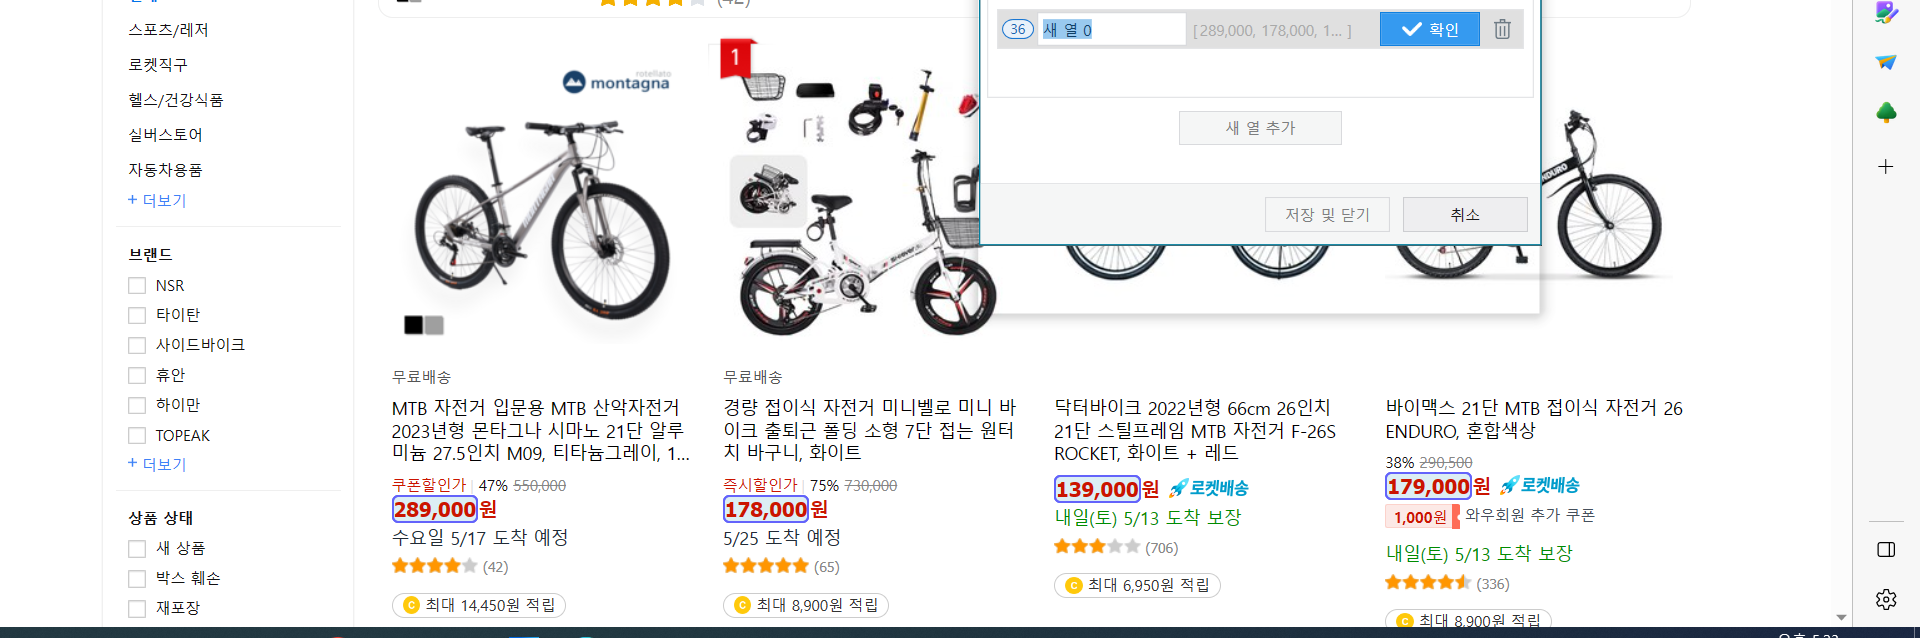 스포츠/레저
로켓직구
헬스/건강식품
실버스토어
자동차용품
+ 더보기
브랜드
NSR
타이탄
사이드바이크
휴안
하이만
TOPEAK
+ 더보기
상품 상태
새 상품
박스 훼손
재포장
(42)
36 새 열 0 [289,000, 178,000, 1... ] 확인
새 열 추가
저장 및 닫기 취소
rotellato
montagna
1
ENDURO
무료배송
MTB 자전거 입문용 MTB 산악자전거
2023년형 몬타그나 시마노 21단 알루
미늄 27.5인치 M09, 티타늄그레이, 1...
쿠폰할인가 | 47% 550,000
289,000원
수요일 5/17 도착 예정
(42)
최대 14,450원 적립
무료배송
경량 접이식 자전거 미니벨로 미니 바
이크 출퇴근 폴딩 소형 7단 접는 원터
치 바구니, 화이트
즉시할인가 | 75% 730,000
178,000원
5/25 도착 예정
(65)
최대 8,900원 적립
닥터바이크 2022년형 66cm 26인치
21단 스틸프레임 MTB 자전거 F-26S
ROCKET, 화이트 + 레드
139,000원 로켓배송
내일(토) 5/13 도착 보장
(706)
최대 6,950원 적립
바이맥스 21단 MTB 접이식 자전거 26
ENDURO, 혼합색상
38% 290,500
179,000원 로켓배송
1,000원 와우회원 추가 쿠폰
내일(토) 5/13 도착 보장
(336)
최대 8,900원 적립